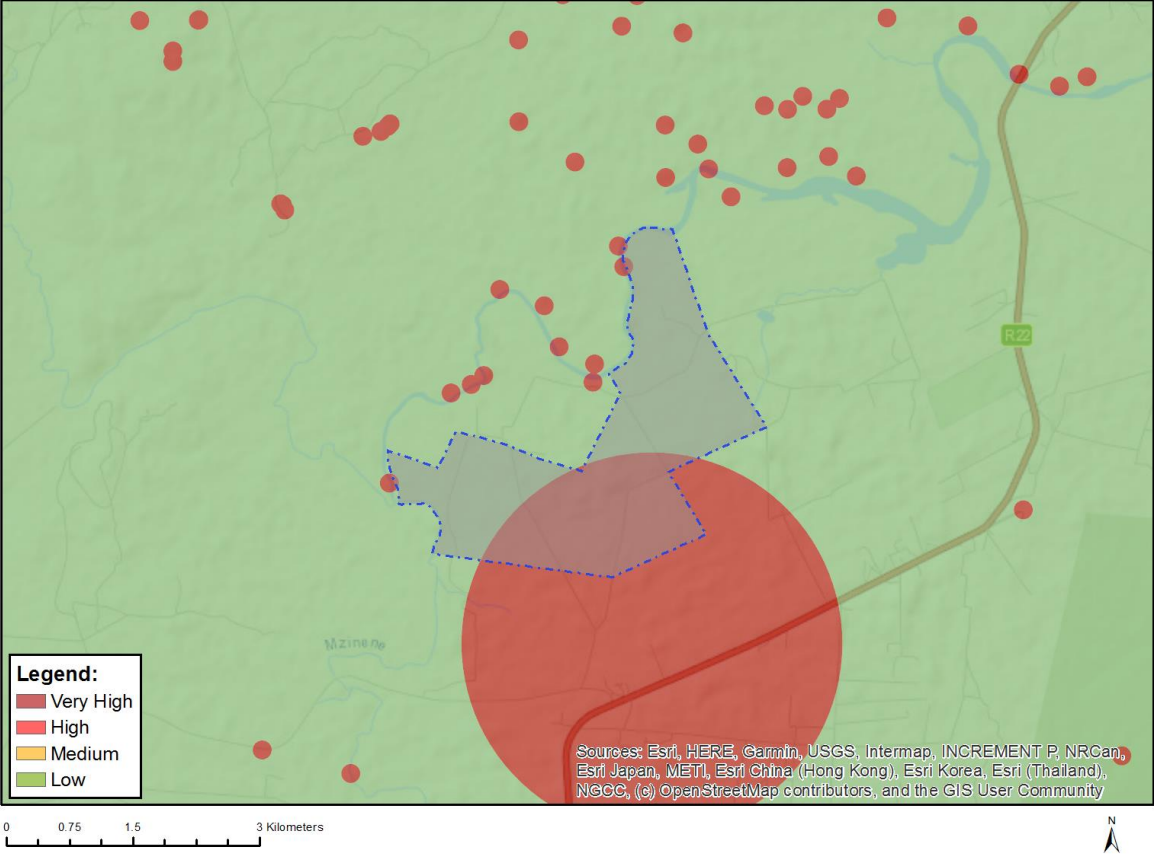 R22
Mzinene
Legend:
Very High
High
Medium
Low
Sources: Esri, HERE, Garmin, USGS, Intermap, INCREMENT P, NRCan,
Esri Japan, METI, Esri China (Hong Kong), Esri Korea, Esri (Thailand),
NGCC, (c) OpenStreetMap contributors, and the GIS User Community
0 0.75 1.5 3 Kilometers
N